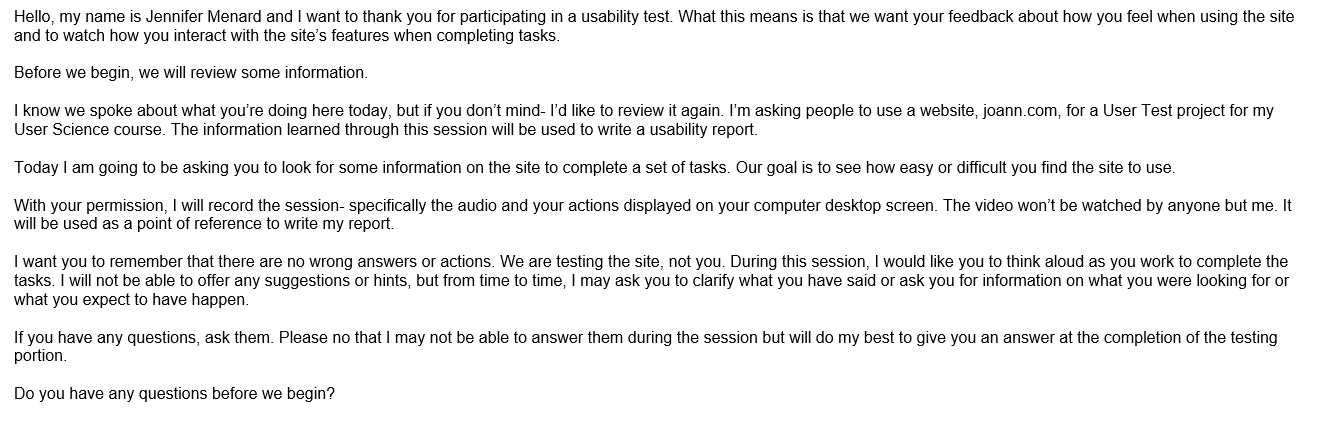 Hello, my name is Jennifer Menard and I want to thank you for participating in a usability test. What this means is that we want your feedback about how you feel when using the site
and to watch how you interact with the site’s features when completing tasks.
Before we begin, we will review some information.
I know we spoke about what you’re doing here today, but if you don’t mind- I’d like to review it again. I’m asking people to use a website, joann.com, for a User Test project for my
User Science course. The information learned through this session will be used to write a usability report.
Today I am going to be asking you to look for some information on the site to complete a set of tasks. Our goal is to see how easy or difficult you find the site to use.
With your permission, I will record the session- specifically the audio and your actions displayed on your computer desktop screen. The video won’t be watched by anyone but me. It
will be used as a point of reference to write my report.
I want you to remember that there are no wrong answers or actions. We are testing the site, not you. During this session, I would like you to think aloud as you work to complete the
tasks. I will not be able to offer any suggestions or hints, but from time to time, I may ask you to clarify what you have said or ask you for information on what you were looking for or
what you expect to have happen.
If you have any questions, ask them. Please no that I may not be able to answer them during the session but will do my best to give you an answer at the completion of the testing
portion.
Do you have any questions before we begin?